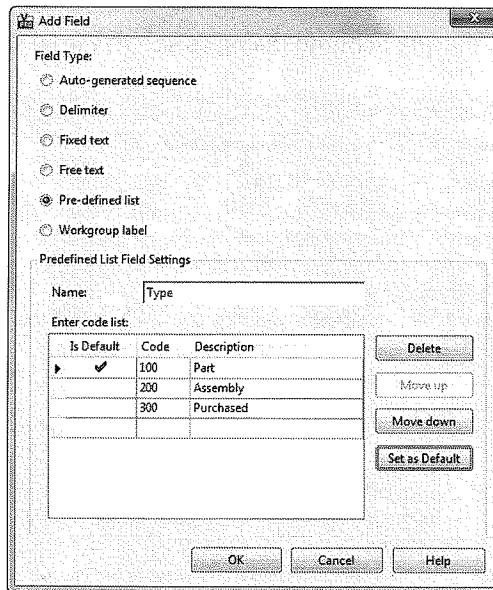 Add Field
Field Type:
Auto-generated sequence
Delimiter
Fixed text
Free text
Pre-defined list
Workgroup label
Predefined List Field Settings
Name: Type
Enter code list:
Is Default Code Description
100 Part
200 Assembly
300 Purchased
Delete
Move up
Move down
Set as Default
OK Cancel Help